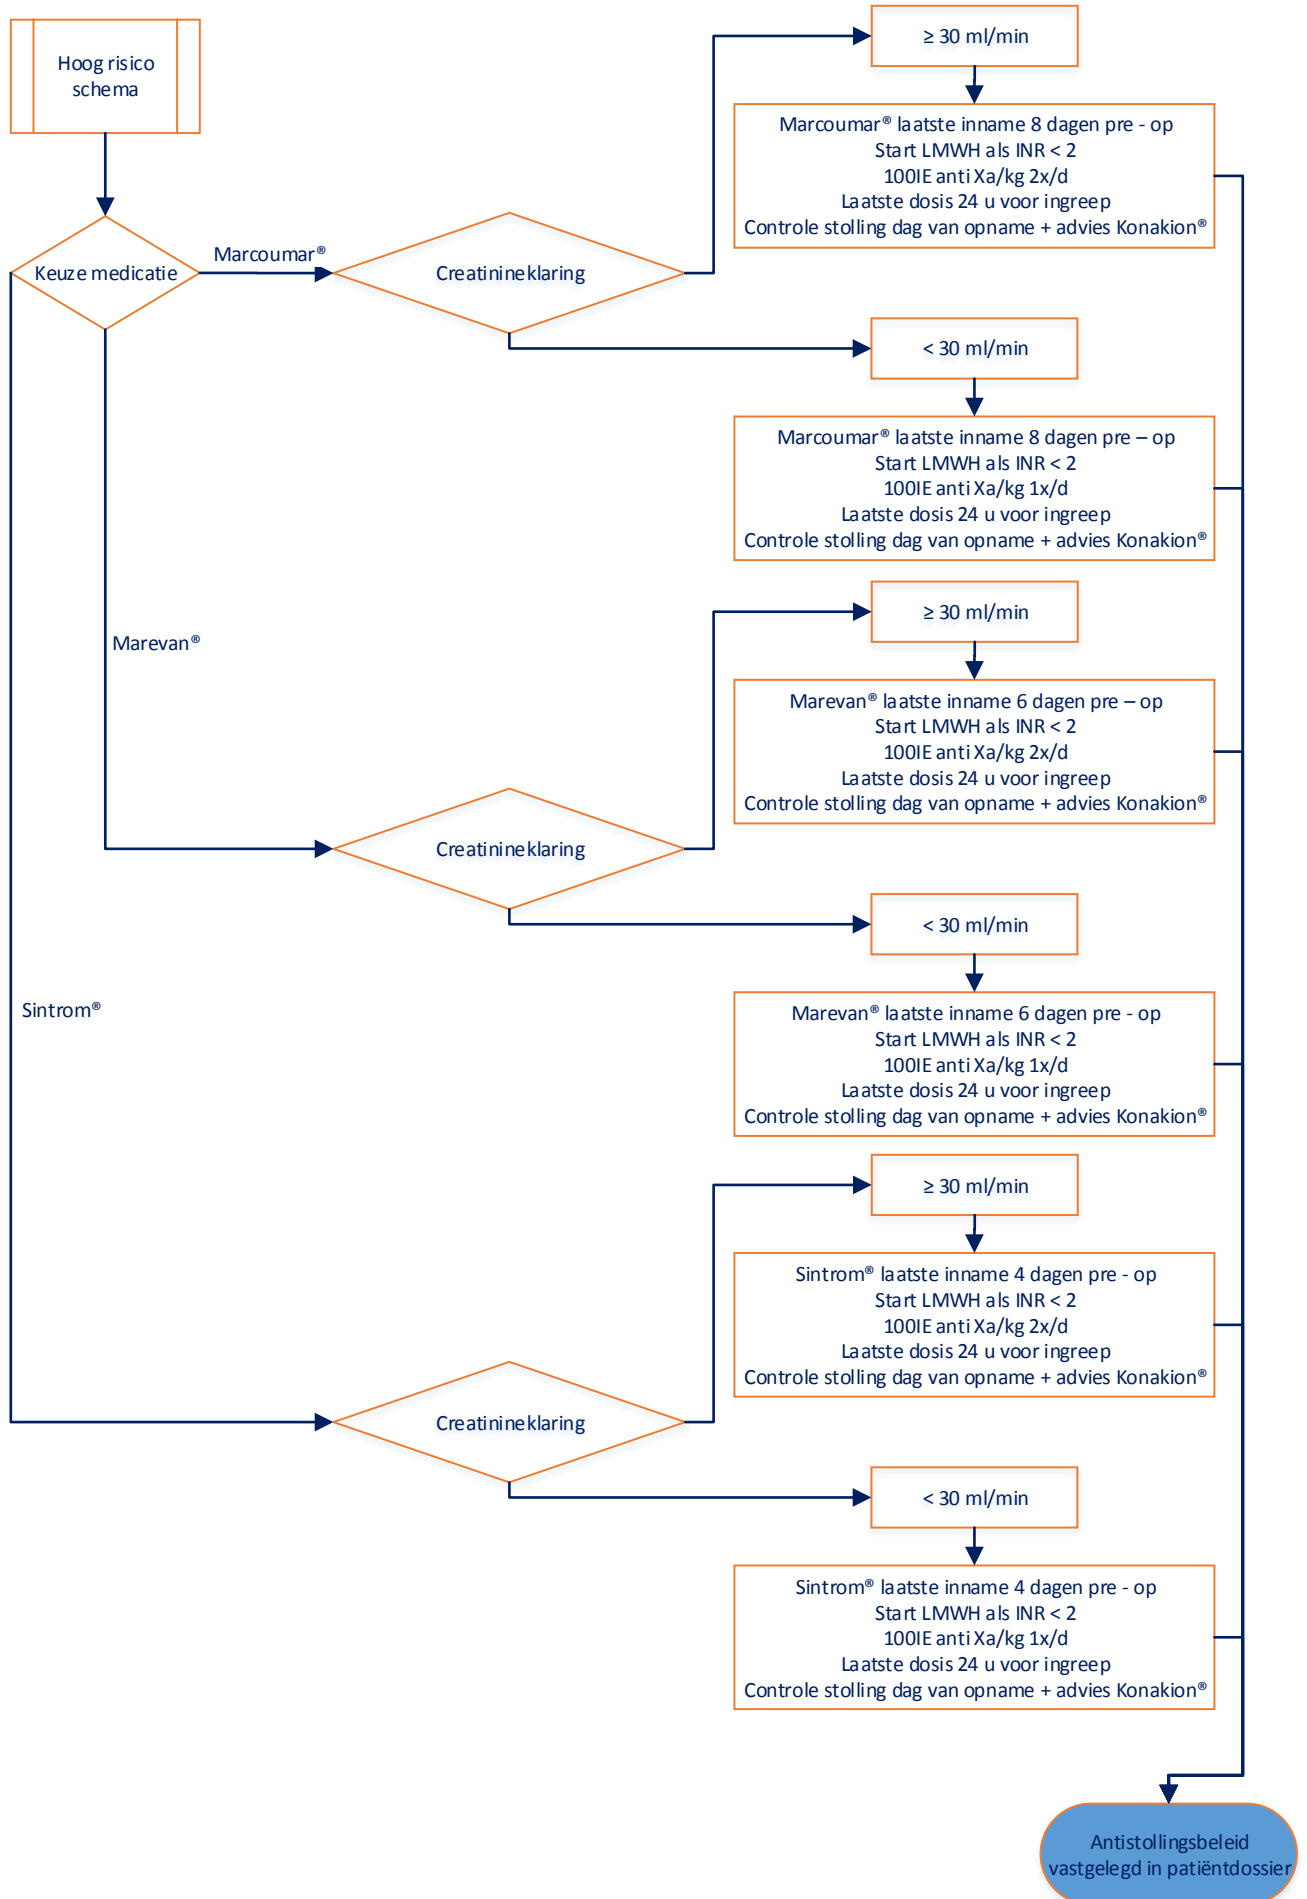 Hoog risico
schema
Keuze medicatie
Marcoumar®
Creatinineklaring
≥ 30 ml/min
Marcoumar® laatste inname 8 dagen pre - op
Start LMWH als INR < 2
100IE anti Xa/kg 2x/d
Laatste dosis 24 u voor ingreep
Controle stolling dag van opname + advies Konakion®
< 30 ml/min
Marcoumar® laatste inname 8 dagen pre – op
Start LMWH als INR < 2
100IE anti Xa/kg 1x/d
Laatste dosis 24 u voor ingreep
Controle stolling dag van opname + advies Konakion®
Marevan®
Creatinineklaring
≥ 30 ml/min
Marevan® laatste inname 6 dagen pre – op
Start LMWH als INR < 2
100IE anti Xa/kg 2x/d
Laatste dosis 24 u voor ingreep
Controle stolling dag van opname + advies Konakion®
< 30 ml/min
Marevan® laatste inname 6 dagen pre - op
Start LMWH als INR < 2
100IE anti Xa/kg 1x/d
Laatste dosis 24 u voor ingreep
Controle stolling dag van opname + advies Konakion®
Sintrom®
Creatinineklaring
≥ 30 ml/min
Sintrom® laatste inname 4 dagen pre - op
Start LMWH als INR < 2
100IE anti Xa/kg 2x/d
Laatste dosis 24 u voor ingreep
Controle stolling dag van opname + advies Konakion®
< 30 ml/min
Sintrom® laatste inname 4 dagen pre - op
Start LMWH als INR < 2
100IE anti Xa/kg 1x/d
Laatste dosis 24 u voor ingreep
Controle stolling dag van opname + advies Konakion®
Antistollingsbeleid
vastgelegd in patiëntdossier